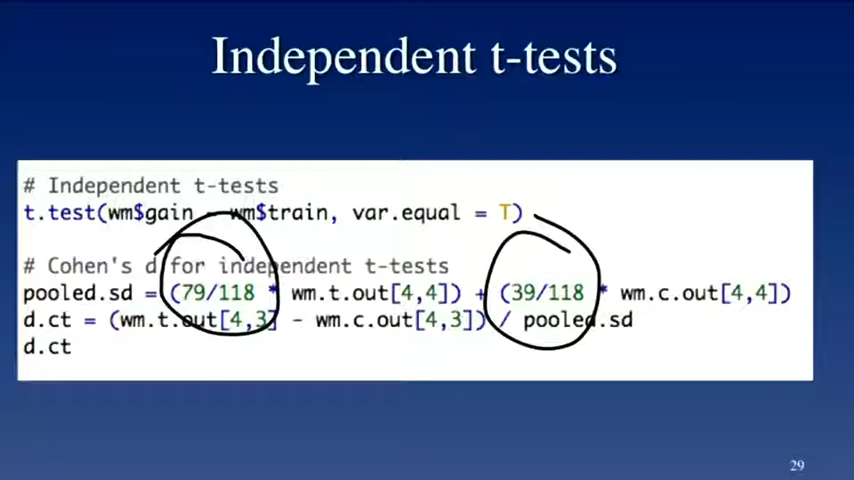 Independent t-tests
# Independent t-tests
t.test(wm$gain ~ wm$train, var.equal = T)
# Cohen's d for independent t-tests
pooled.sd = (79/118 * wm.t.out[4,4]) + (39/118 * wm.c.out[4,4])
d.ct = (wm.t.out[4,3] - wm.c.out[4,3]) / pooled.sd
d.ct
29